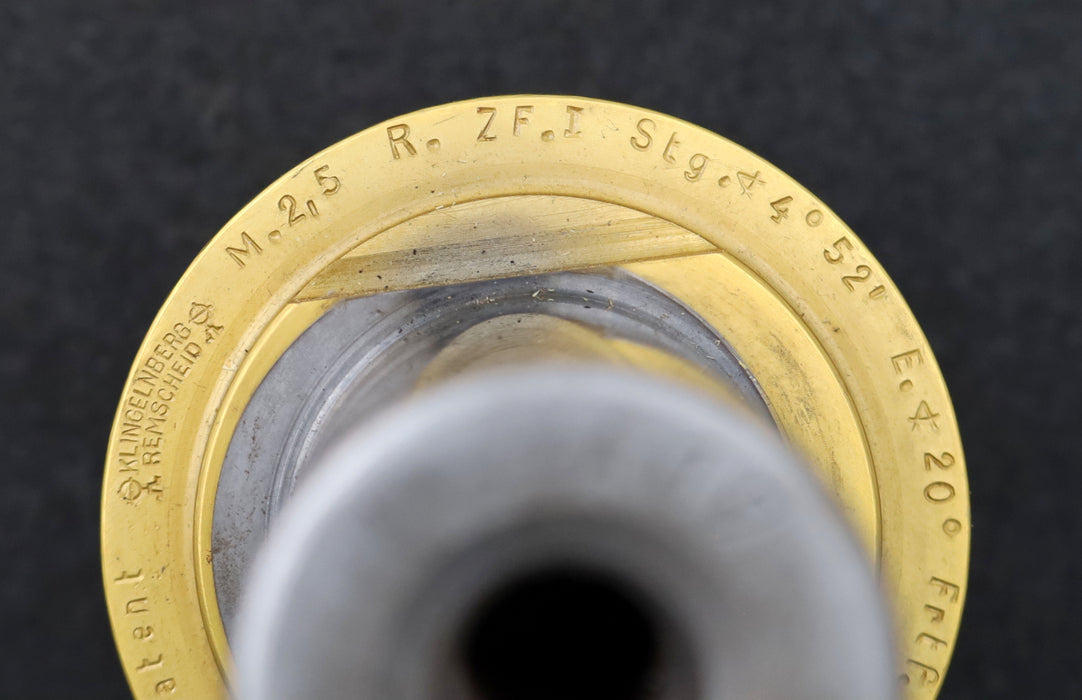 M.2,5 R. ZF.I Stg.∢ 4° 52' E.∢ 20°
KLINGELNBERG
REMSCHEID